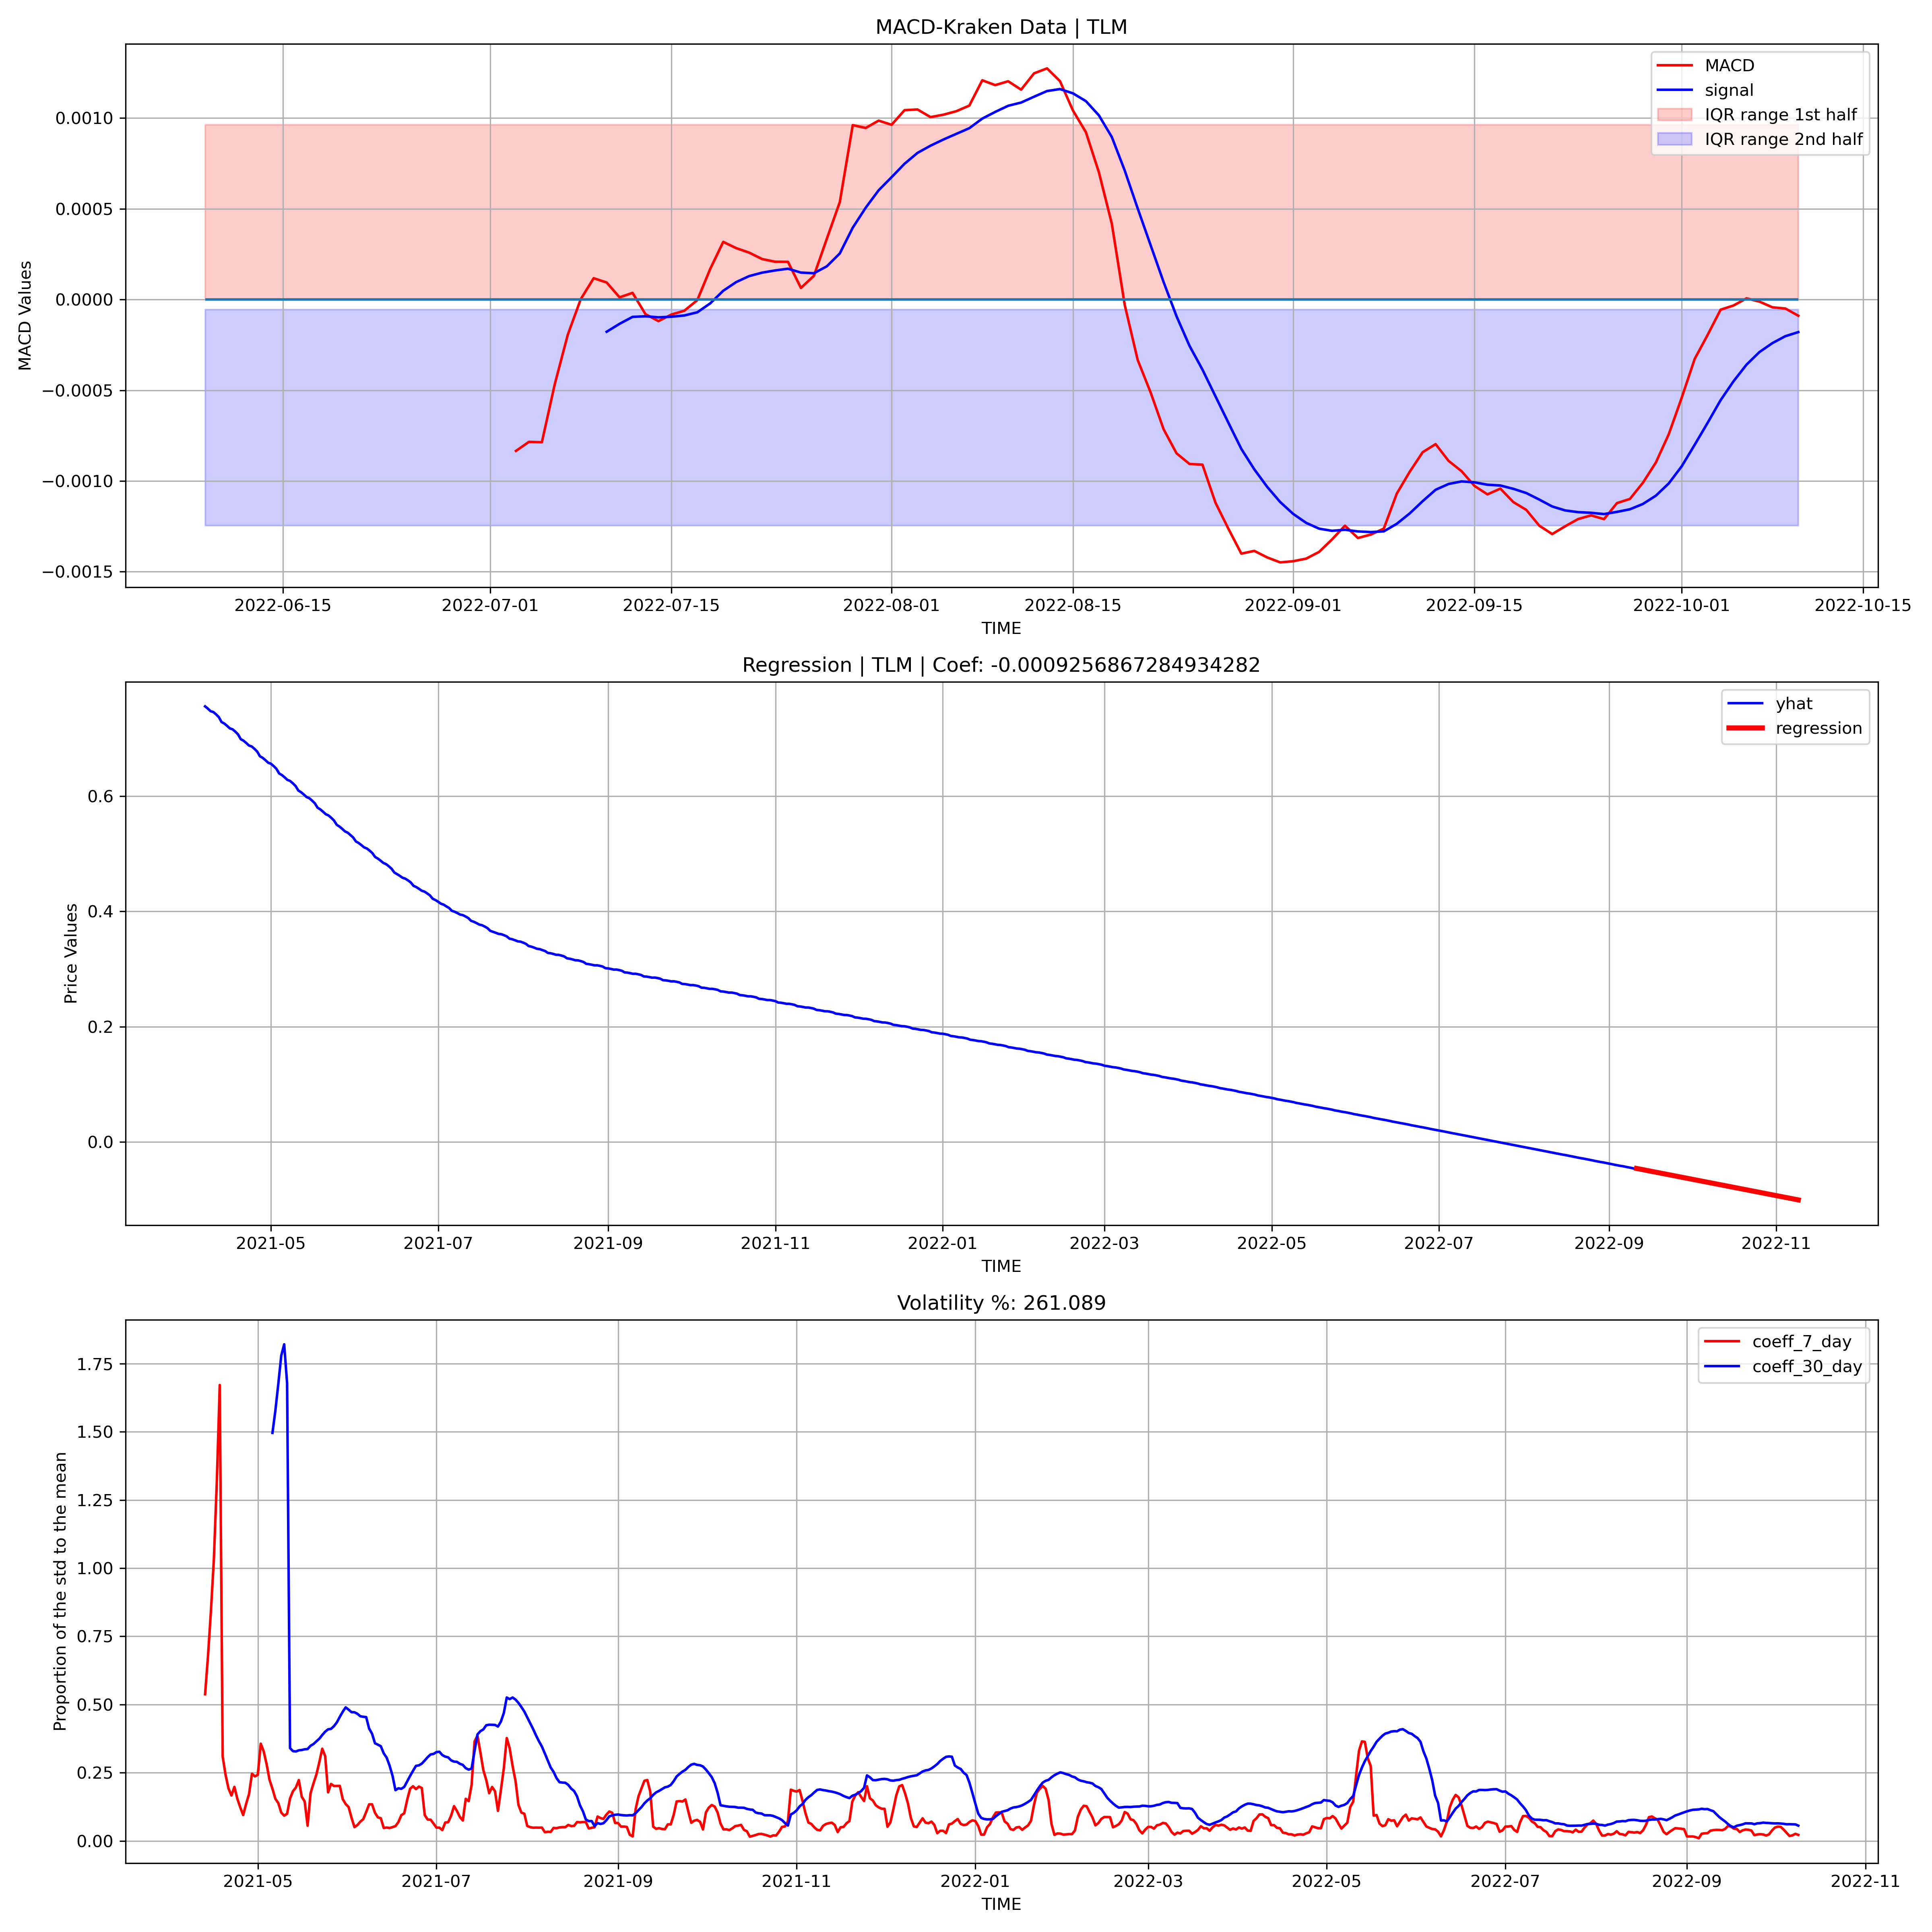 MACD-Kraken Data | TLM
MACD
signal
IQR range 1st half
IQR range 2nd half
MACD Values
0.0010
0.0005
0.0000
−0.0005
−0.0010
−0.0015
2022-06-15 2022-07-01 2022-07-15 2022-08-01 2022-08-15 2022-09-01 2022-09-15 2022-10-01 2022-10-15
TIME
Regression | TLM | Coef: -0.0009256867284934282
yhat
regression
Price Values
0.6
0.4
0.2
0.0
2021-05 2021-07 2021-09 2021-11 2022-01 2022-03 2022-05 2022-07 2022-09 2022-11
TIME
Volatility %: 261.089
coeff_7_day
coeff_30_day
Proportion of the std to the mean
1.75
1.50
1.25
1.00
0.75
0.50
0.25
0.00
2021-05 2021-07 2021-09 2021-11 2022-01 2022-03 2022-05 2022-07 2022-09 2022-11
TIME